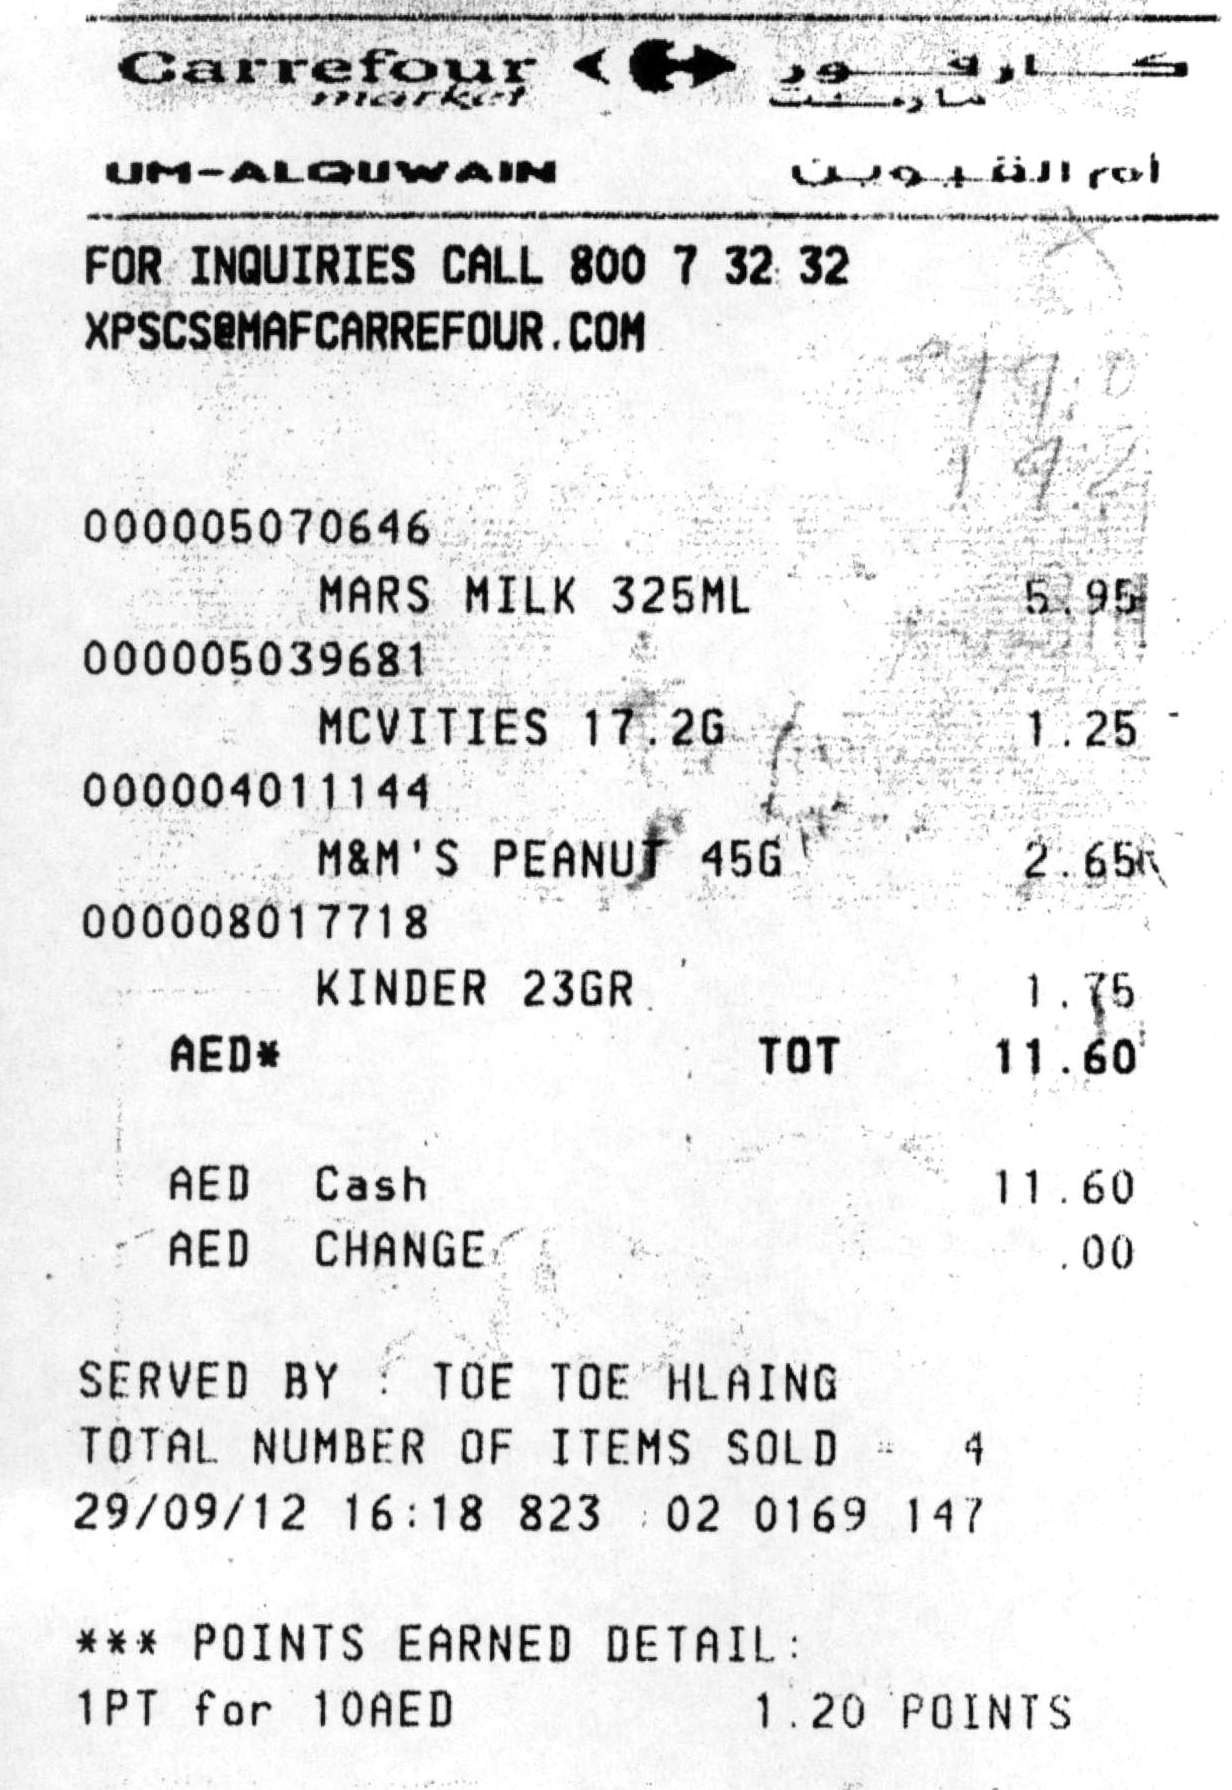 Carrefour كارفور
market ماركت
UM-ALQUWAIN أم القيوين
FOR INQUIRIES CALL 800 7 32 32
XPSCS@MAFCARREFOUR.COM
000005070646
MARS MILK 325ML 5.95
000005039681
MCVITIES 17.2G 1.25
000004011144
M&M'S PEANUT 45G 2.65
000008017718
KINDER 23GR 1.75
AED* TOT 11.60
AED Cash 11.60
AED CHANGE .00
SERVED BY : TOE TOE HLAING
TOTAL NUMBER OF ITEMS SOLD = 4
29/09/12 16:18 823 02 0169 147
*** POINTS EARNED DETAIL:
1PT for 10AED 1.20 POINTS